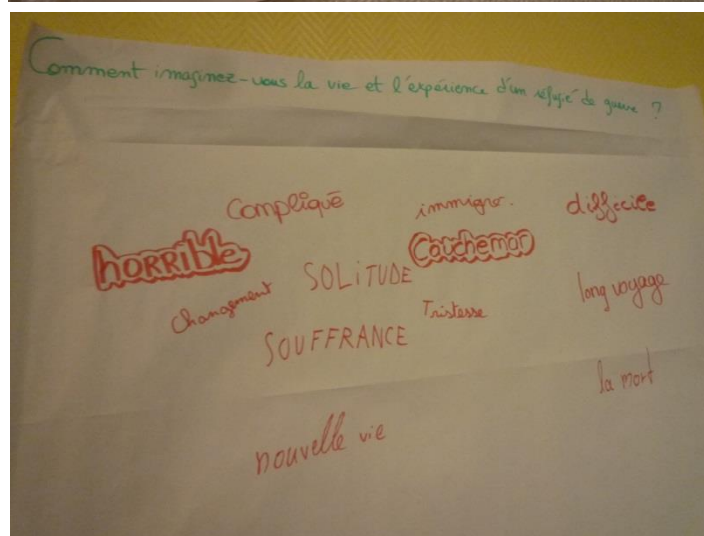 Comment imaginez-vous la vie et l'expérience d'un réfugié de guerre ?
Compliqué
immigrer.
difficile
horrible
Cauchemar
SOLITUDE
Changement
Tristesse
long voyage
SOUFFRANCE
la mort
nouvelle vie